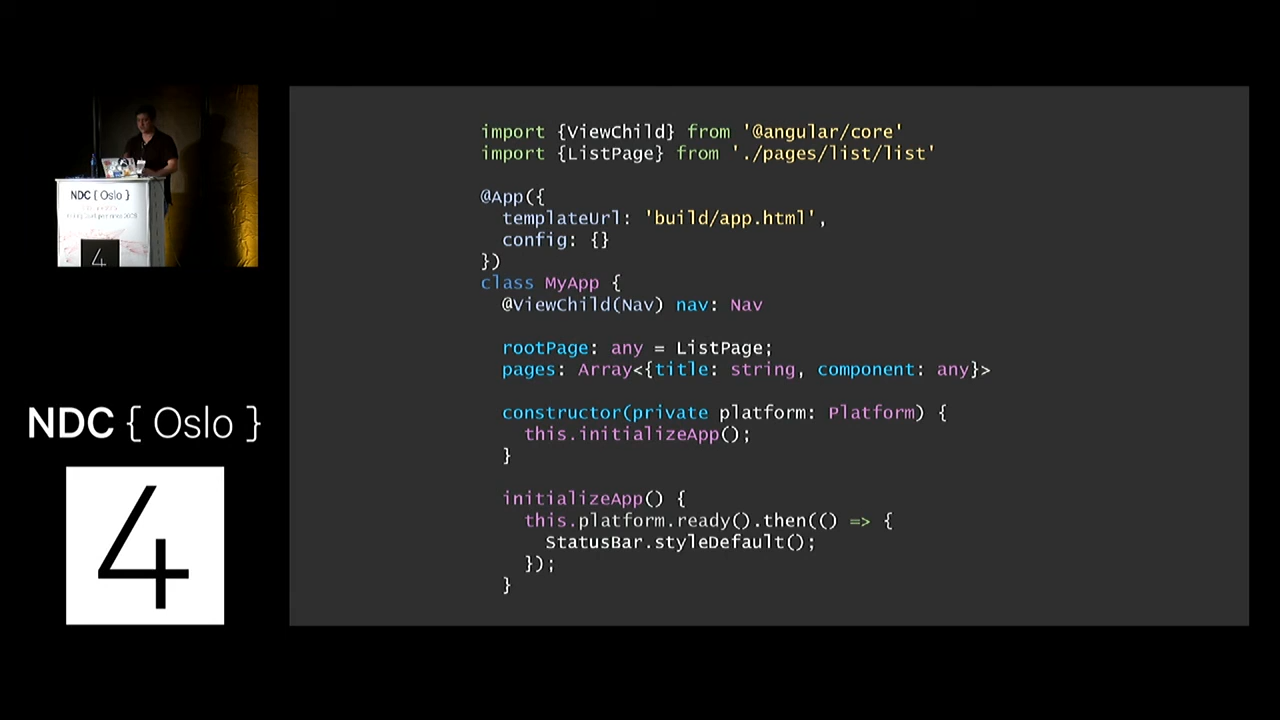 NDC { Oslo }
4
NDC { Oslo }
4
import {ViewChild} from '@angular/core'
import {ListPage} from './pages/list/list'
@App({
templateUrl: 'build/app.html',
config: {}
})
class MyApp {
@ViewChild(Nav) nav: Nav
rootPage: any = ListPage;
pages: Array<{title: string, component: any}>
constructor(private platform: Platform) {
this.initializeApp();
}
initializeApp() {
this.platform.ready().then(() => {
StatusBar.styleDefault();
});
}